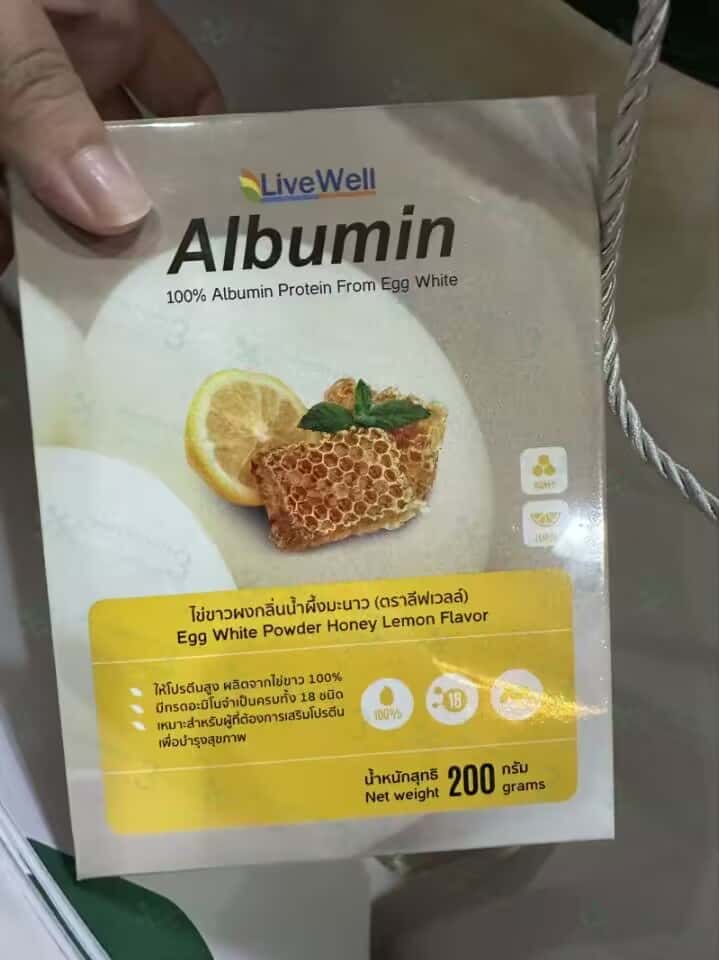 LiveWell
Albumin
100% Albumin Protein From Egg White
ไข่ขาวผงกลิ่นน้ำผึ้งมะนาว (ตราลีฟเวลล์)
Egg White Powder Honey Lemon Flavor
ให้โปรตีนสูง ผลิตจากไข่ขาว 100%
มีกรดอะมิโนจำเป็นครบทั้ง 18 ชนิด
เหมาะสำหรับผู้ที่ต้องการเสริมโปรตีน
เพื่อบำรุงสุขภาพ
100%
18
น้ำหนักสุทธิ 200 กรัม
Net weight grams